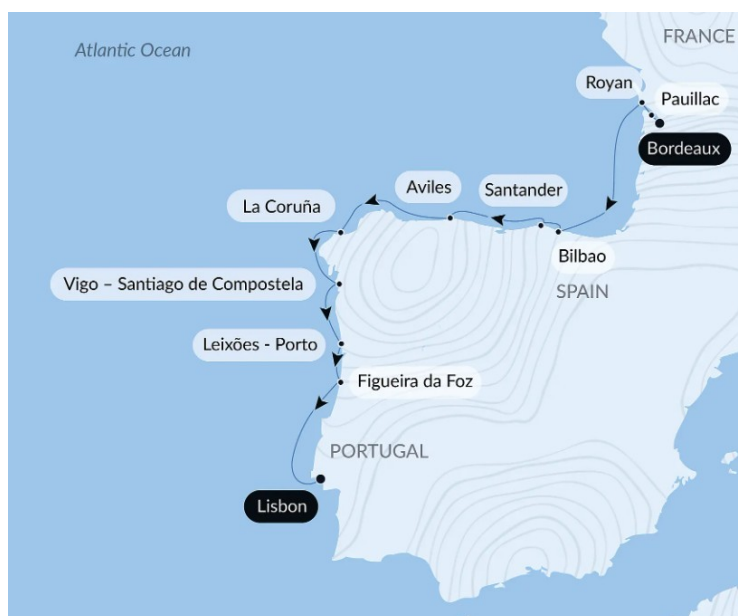 Atlantic Ocean
FRANCE
Royan
Pauillac
Bordeaux
Aviles
Santander
La Coruña
Bilbao
Vigo – Santiago de Compostela
SPAIN
Leixões - Porto
Figueira da Foz
PORTUGAL
Lisbon